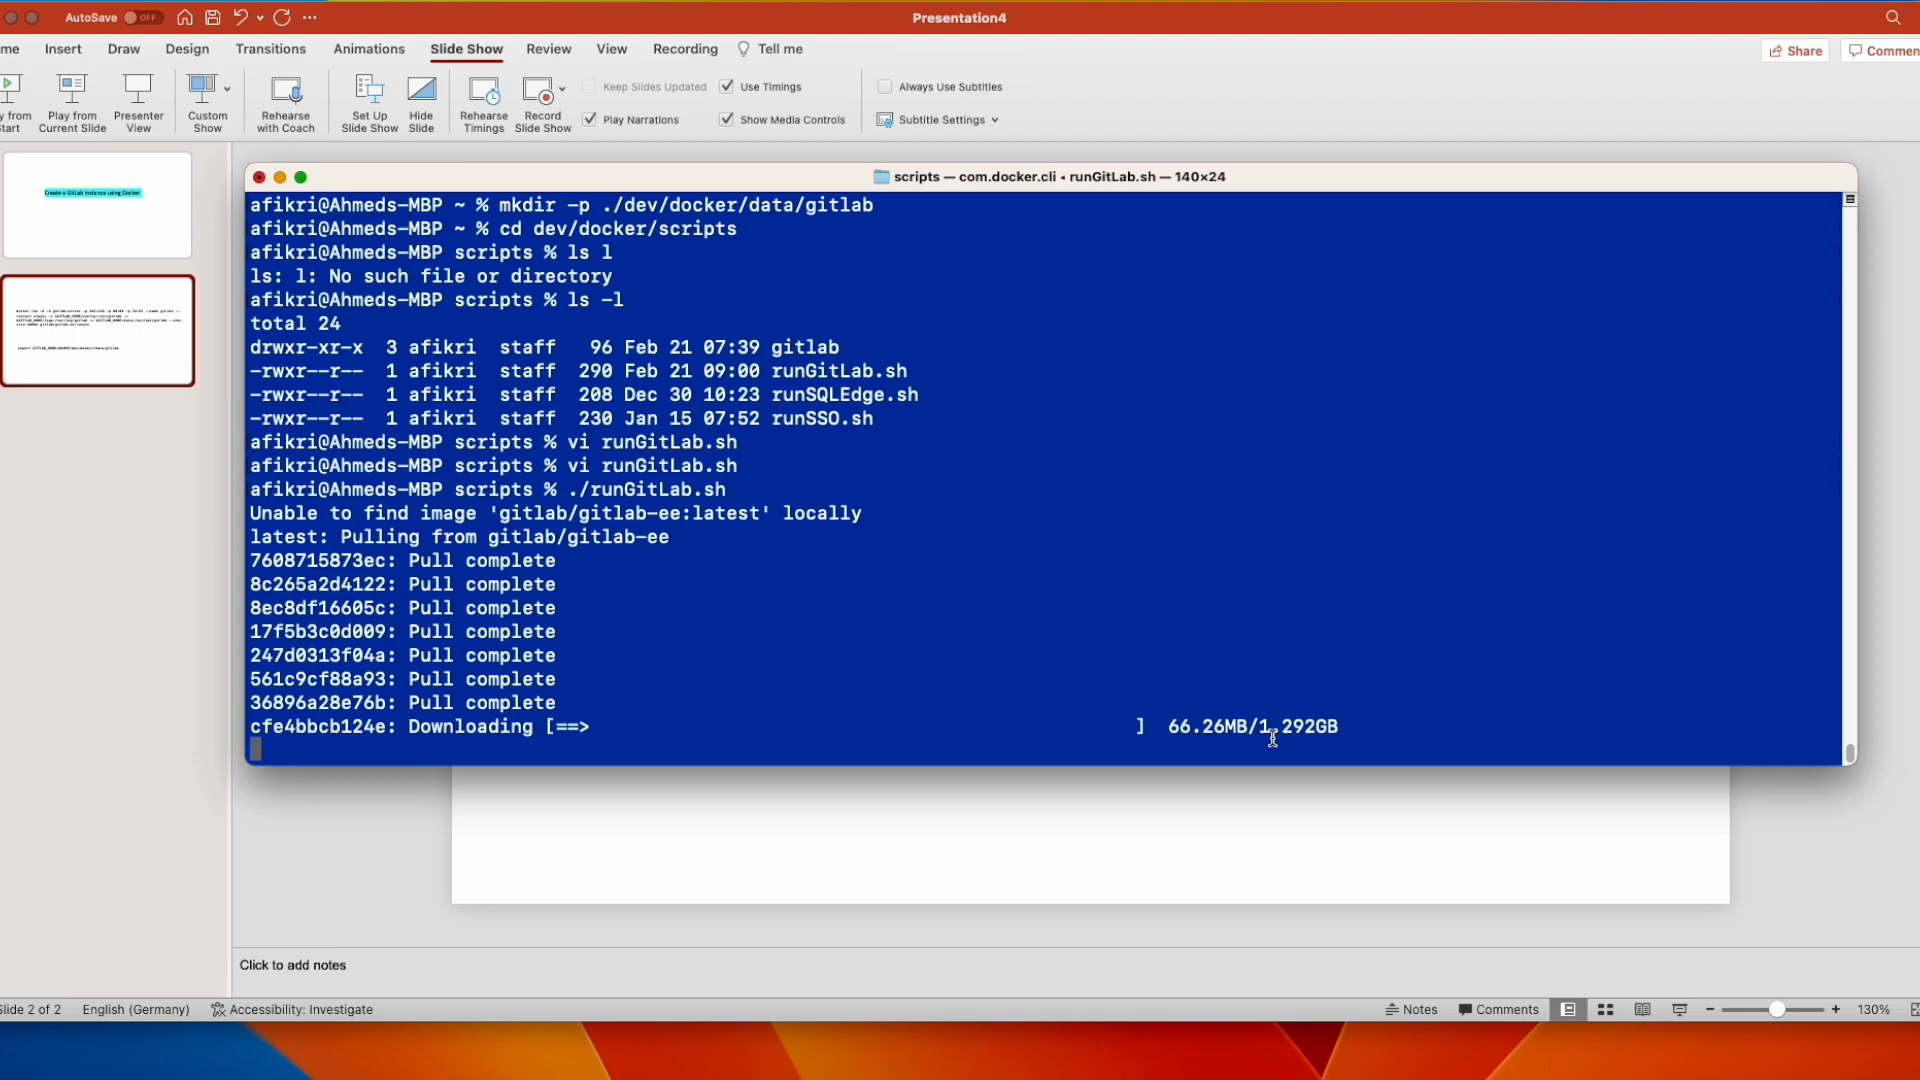 AutoSave OFF
Presentation4
me Insert Draw Design Transitions Animations Slide Show Review View Recording Tell me
Share Commen
y from
Start
Play from
Current Slide
Presenter
View
Custom
Show
Rehearse
with Coach
Set Up
Slide Show
Hide
Slide
Rehearse
Timings
Record
Slide Show
Keep Slides Updated
Use Timings
Play Narrations
Show Media Controls
Always Use Subtitles
Subtitle Settings
Create a GitLab Instance using Docker
scripts — com.docker.cli ◂ runGitLab.sh — 140×24
afikri@Ahmeds-MBP ~ % mkdir -p ./dev/docker/data/gitlab
afikri@Ahmeds-MBP ~ % cd dev/docker/scripts
afikri@Ahmeds-MBP scripts % ls l
ls: l: No such file or directory
afikri@Ahmeds-MBP scripts % ls -l
total 24
drwxr-xr-x  3 afikri  staff   96 Feb 21 07:39 gitlab
-rwxr--r--  1 afikri  staff  290 Feb 21 09:00 runGitLab.sh
-rwxr--r--  1 afikri  staff  208 Dec 30 10:23 runSQLEdge.sh
-rwxr--r--  1 afikri  staff  230 Jan 15 07:52 runSSO.sh
afikri@Ahmeds-MBP scripts % vi runGitLab.sh
afikri@Ahmeds-MBP scripts % vi runGitLab.sh
afikri@Ahmeds-MBP scripts % ./runGitLab.sh
Unable to find image 'gitlab/gitlab-ee:latest' locally
latest: Pulling from gitlab/gitlab-ee
7608715873ec: Pull complete
8c265a2d4122: Pull complete
8ec8df16605c: Pull complete
17f5b3c0d009: Pull complete
247d0313f04a: Pull complete
561c9cf88a93: Pull complete
36896a28e76b: Pull complete
cfe4bbcb124e: Downloading [==>                                                ]  66.26MB/1.292GB
Click to add notes
Slide 2 of 2 English (Germany) Accessibility: Investigate Notes Comments 130%